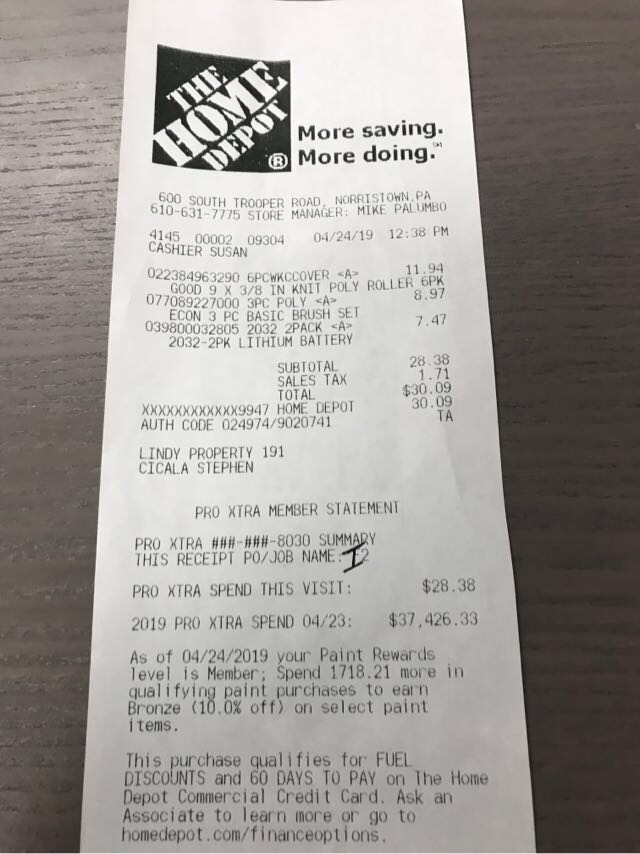 THE
HOME
DEPOT
®
More saving.
More doing.℠
600 SOUTH TROOPER ROAD, NORRISTOWN,PA
610-631-7775 STORE MANAGER: MIKE PALUMBO
4145 00002 09304 04/24/19 12:38 PM
CASHIER SUSAN
022384963290 6PCWKCCOVER <A> 11.94
GOOD 9 X 3/8 IN KNIT POLY ROLLER 6PK
077089227000 3PC POLY <A> 8.97
ECON 3 PC BASIC BRUSH SET
039800032805 2032 2PACK <A> 7.47
2032-2PK LITHIUM BATTERY
SUBTOTAL 28.38
SALES TAX 1.71
TOTAL $30.09
XXXXXXXXXXXX9947 HOME DEPOT 30.09
AUTH CODE 024974/9020741 TA
LINDY PROPERTY 191
CICALA STEPHEN
PRO XTRA MEMBER STATEMENT
PRO XTRA ###-###-8030 SUMMARY
THIS RECEIPT PO/JOB NAME: 2
PRO XTRA SPEND THIS VISIT: $28.38
2019 PRO XTRA SPEND 04/23: $37,426.33
As of 04/24/2019 your Paint Rewards
level is Member; Spend 1718.21 more in
qualifying paint purchases to earn
Bronze (10.0% off) on select paint
items.
This purchase qualifies for FUEL
DISCOUNTS and 60 DAYS TO PAY on The Home
Depot Commercial Credit Card. Ask an
Associate to learn more or go to
homedepot.com/financeoptions.